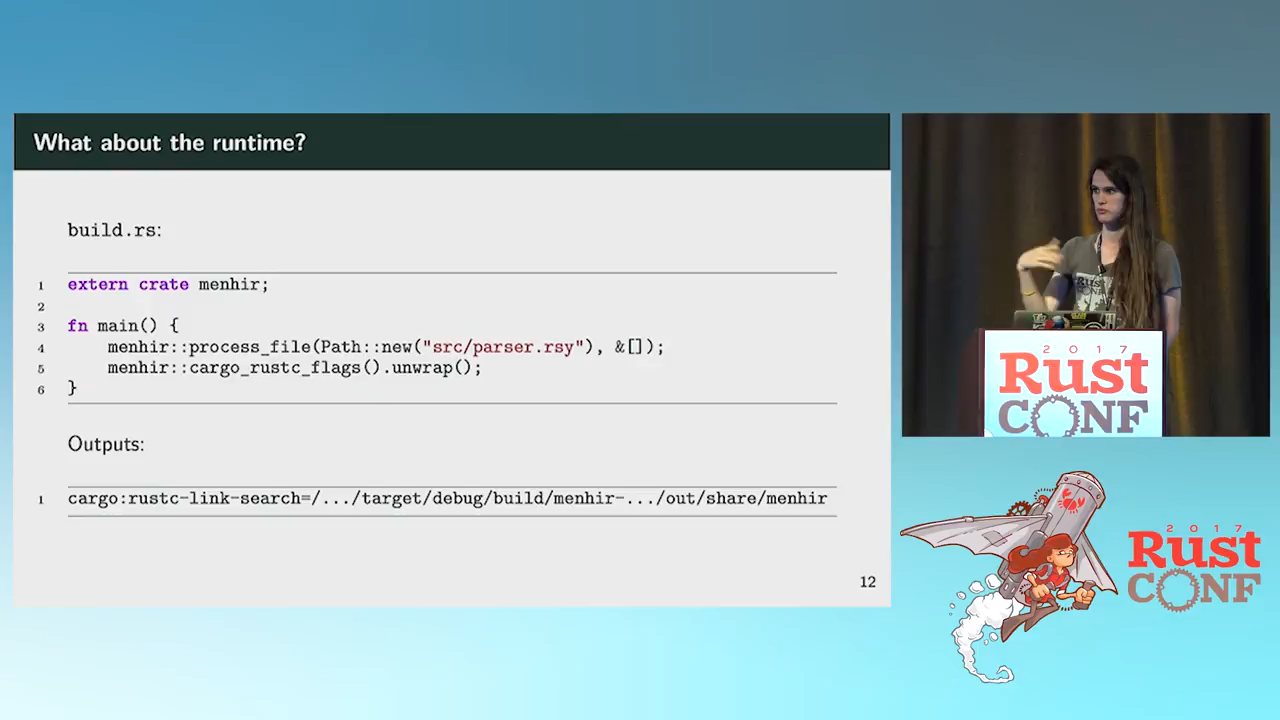 What about the runtime?
build.rs:
1 extern crate menhir;
2
3 fn main() {
4 menhir::process_file(Path::new("src/parser.rsy"), &[]);
5 menhir::cargo_rustc_flags().unwrap();
6 }
Outputs:
1 cargo:rustc-link-search=/.../target/debug/build/menhir-.../out/share/menhir
12
2017
Rust
CONF
2017
Rust
CONF